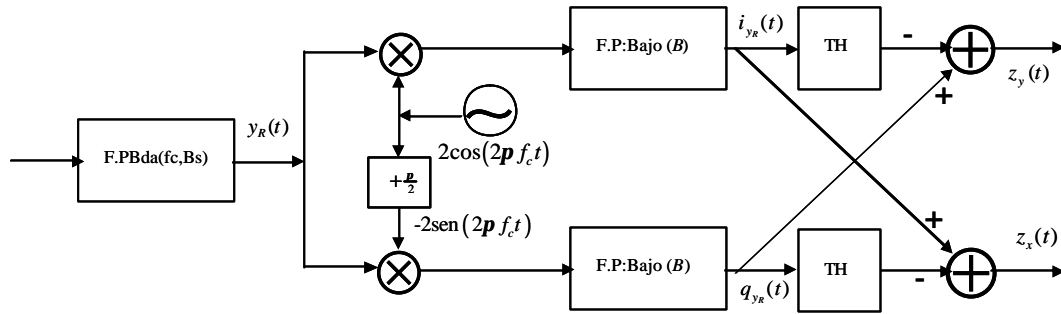 i_{y_R}(t)
F.P:Bajo (B)
TH
-
z_y(t)
+
y_R(t)
F.PBda(fc,Bs)
2cos(2p f_c t)
+p/2
-2sen(2p f_c t)
+
z_x(t)
F.P:Bajo (B)
TH
-
q_{y_R}(t)